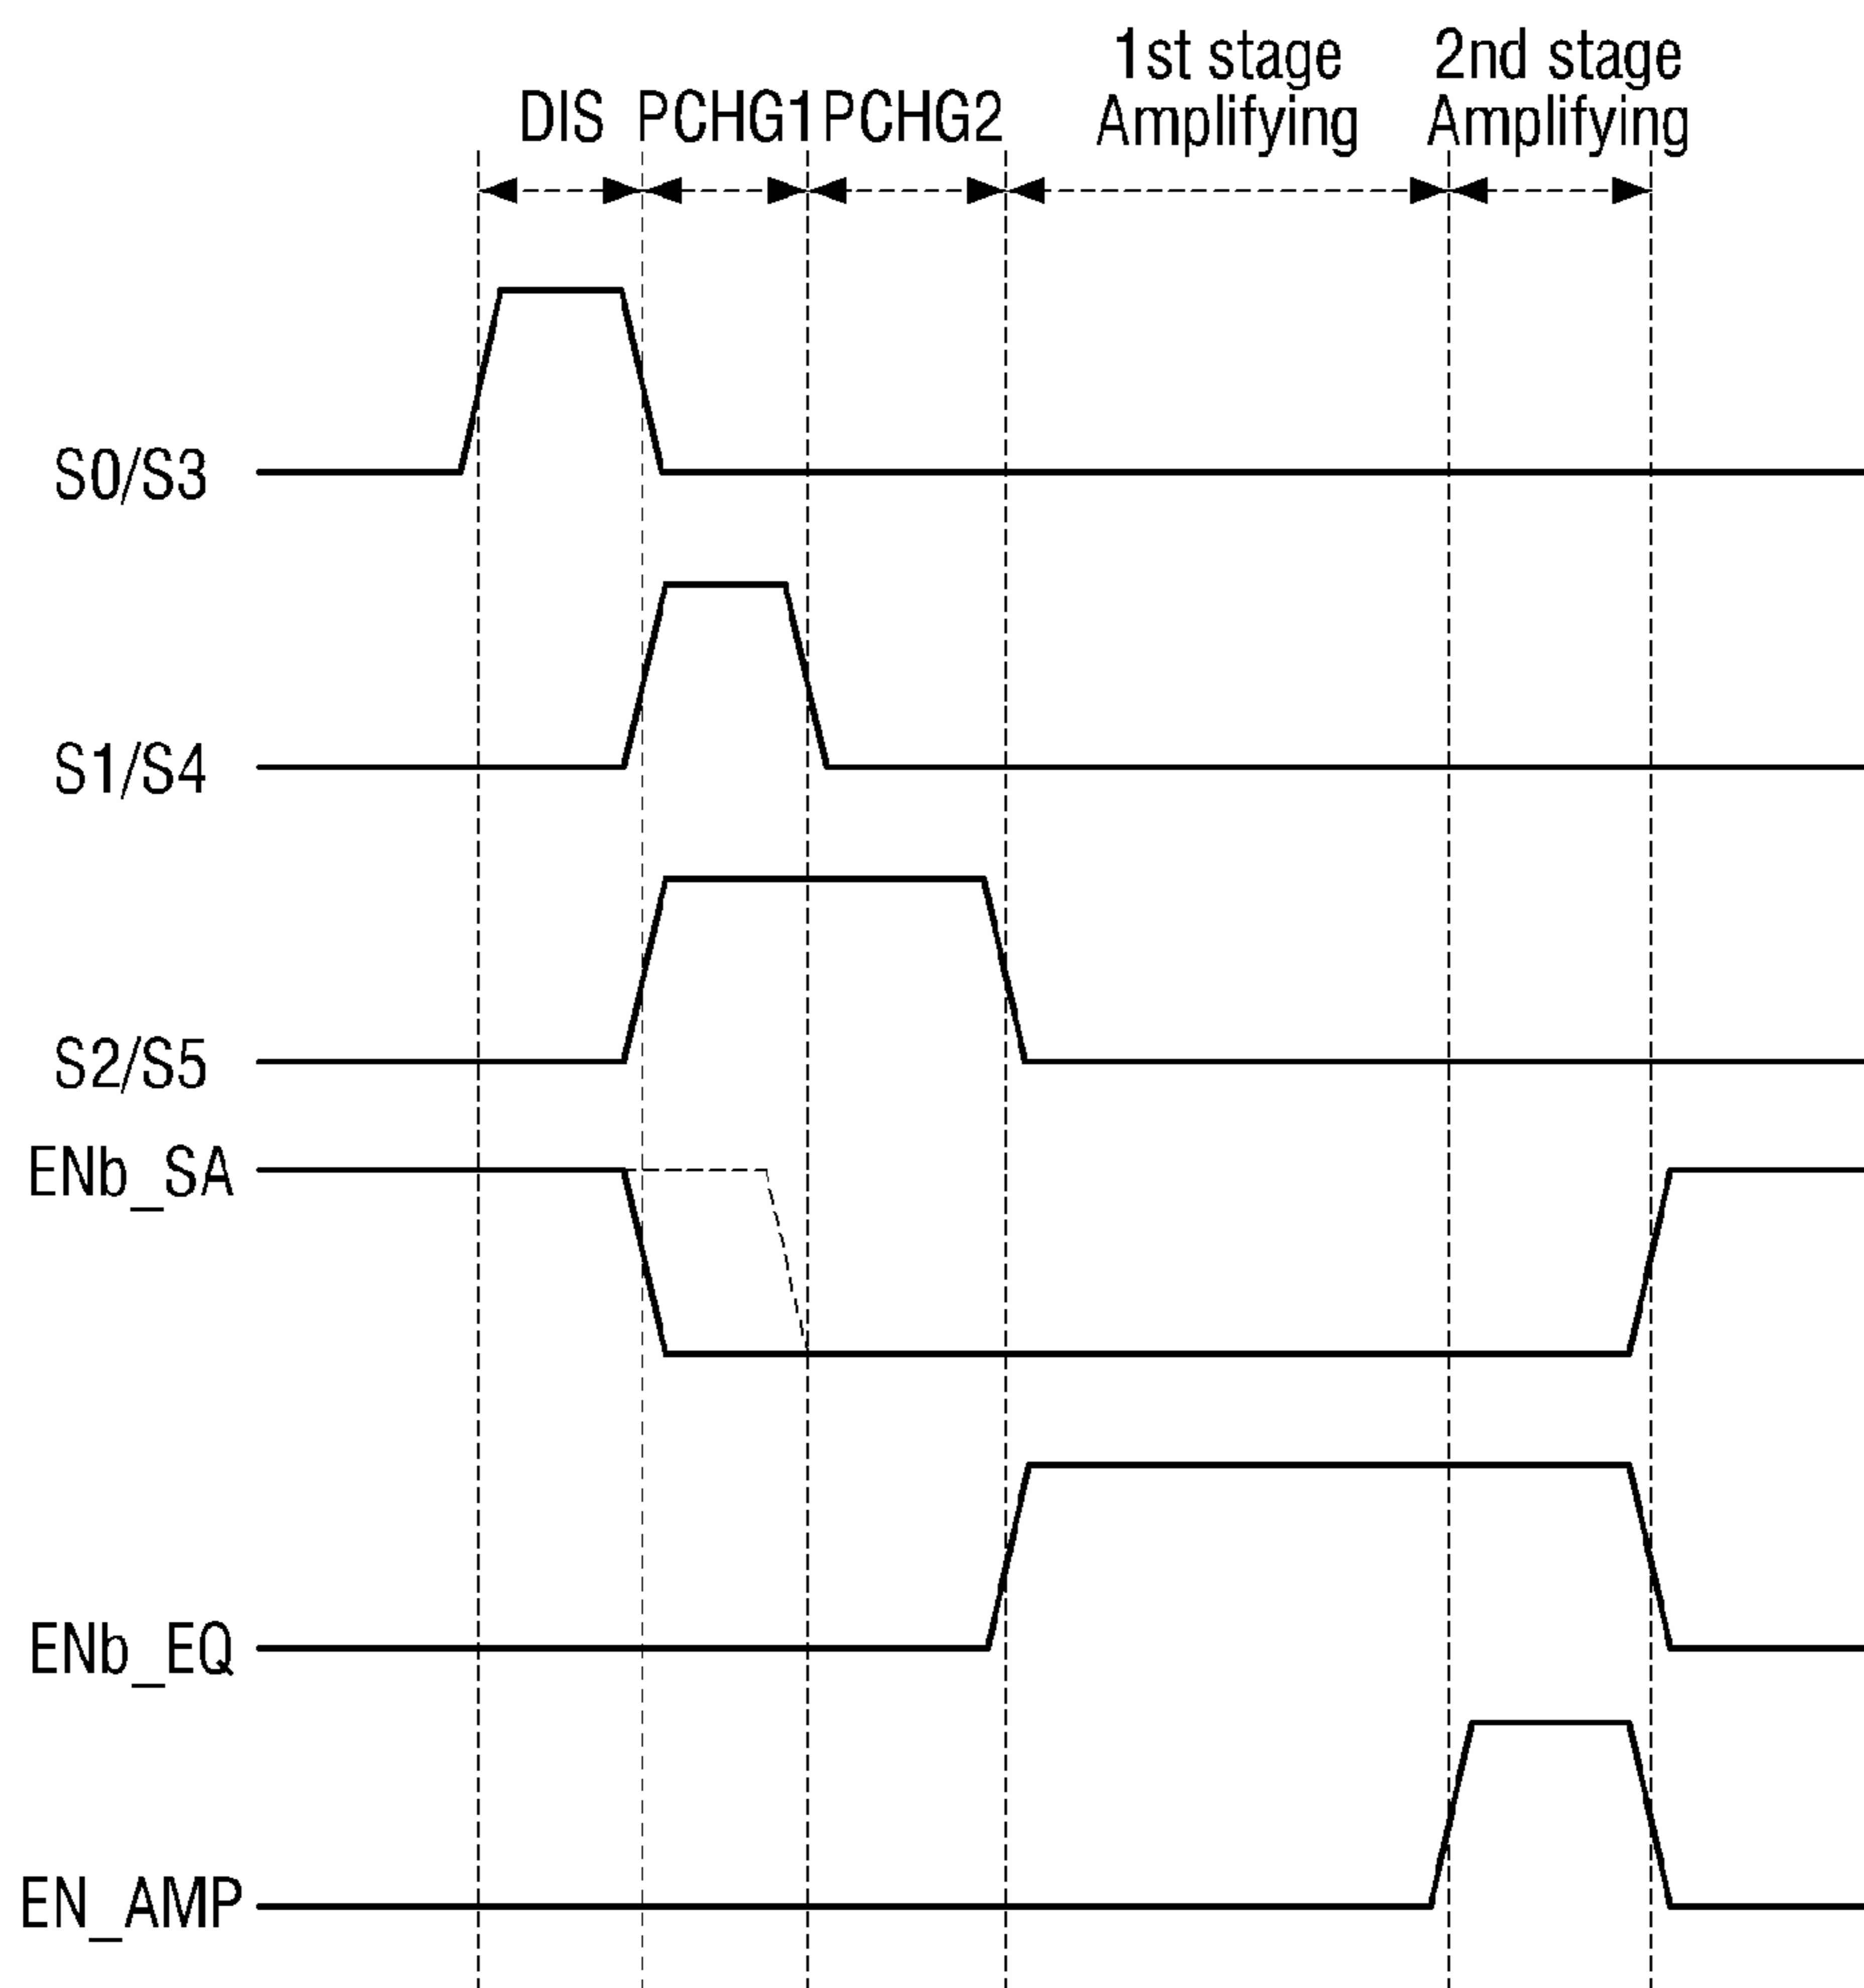 1st stage
Amplifying
2nd stage
Amplifying
DIS PCHG1 PCHG2
S0/S3
S1/S4
S2/S5
ENb_SA
ENb_EQ
EN_AMP